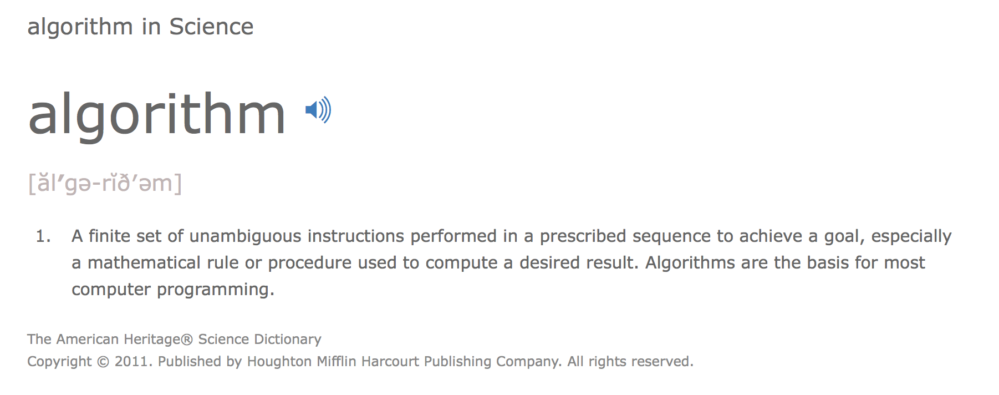 algorithm in Science
algorithm
[ăl′gə-rĭð′əm]
1. A finite set of unambiguous instructions performed in a prescribed sequence to achieve a goal, especially
a mathematical rule or procedure used to compute a desired result. Algorithms are the basis for most
computer programming.
The American Heritage® Science Dictionary
Copyright © 2011. Published by Houghton Mifflin Harcourt Publishing Company. All rights reserved.